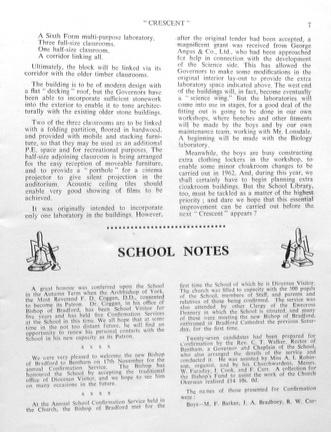 " CRESCENT"
7
A Sixth Form multi-purpose laboratory.
Three full-size classrooms.
One half-size classroom.
A corridor linking all.
Ultimately, the block will be linked via its
corridor with the older timber classrooms.
The building is to be of modern design with
a flat " decking " roof, but the Governors have
been able to incorporate sufficient stonework
into the exterior to enable it to tone architec-
torally with the existing older stone buildings.
Two of the three classrooms are to be linked
with a folding partition, floored in hardwood,
and provided with mobile and stacking furni-
ture, so that they may be used as an additional
P.E. space and for recreational purposes. The
half-size adjoining classroom is being arranged
for the easy reception of moveable furniture,
and to provide a " porthole " for a cinema
projector to give silent projection in the
auditorium. Acoustic ceiling tiles should
enable very good showing of films to be
achieved.
It was originally intended to incorporate
only one laboratory in the buildings. However,
after the original tender had been accepted, a
magnificent grant was received from George
Angus & Co., Ltd., who had been approached
for help in connection with the development
of the Science side. This has allowed the
Governors to make some modifications in the
original interior lay-out to provide the extra
laboratory space indicated above. The west end
of the buildings will, in fact, become eventually
a " science wing." But the laboratories will
come into use in stages, for a good deal of the
fitting out is going to be done in our own
workshops, where benches and other fitments
will be made by the boys and by our own
maintenance team, working with Mr. Lonsdale.
A beginning will be made with the Biology
laboratory.
Meanwhile, the boys are busy constructing
extra clothing lockers in the workshop, to
enable some minor cloakroom changes to be
carried out in 1962. And, during this year, we
shall certainly have to begin planning extra
cloakroom buildings. But the School Library,
too, must be tackled as a matter of the highest
priority ; and dare we hope that this essential
improvement can be carried out before the
next " Crescent " appears ?
SCHOOL NOTES
A great honour was conferred upon the School
in the Autumn Term when the Archbishop of York,
the Most Reverend F. D. Coggan, D.D., consented
to become its Patron. Dr. Coggan, in his office of
Bishop of Bradford, has been School Visitor for
five years and has held five Confirmation Services
at the School in this time. We all hope that at some
time in the not too distant future, he will find an
opportunity to renew his personal contacts with the
School in his new capacity as its Patron.
We were very pleased to welcome the new Bishop
of Bradford to Bentham on 17th November for the
annual Confirmation Service. The Bishop has
honoured the School by accepting the traditional
office of Diocesan Visitor, and we hope to see him
on many occasions in the future.
At the Annual School Confirmation Service held in
the Church, the Bishop of Bradford met for the
first time the School of which he is Diocesan Visitor.
The church was filled to capacity with the 300 pupils
of the School, members of Staff, and parents and
relatives of those being confirmed. The service was
also attended by other Clergy of the Ewecross
Deanery in which the School is situated, and many
of these were meeting the new Bishop of Bradford,
enthroned in Bradford Cathedral the previous Satur-
day, for the first time.
Twenty-seven candidates had been prepared for
Confirmation by the Rev. C. T. Walker, Rector of
Bentham, a Governor and Chaplain of the School,
who also arranged the details of the service and
conducted it. He was assisted by Miss A. J. Robin-
son, organist, and by his Churchwardens, Messrs.
W. Faraday, J. Cook, and F. Carr. A collection for
the Bishop's Fund to assist the work of the Church
Overseas realised £14 10s. 0d.
The names of those presented for Confirmation
were :
Boys—M. F. Barker, J. A. Bradbury, R. W. Cur-